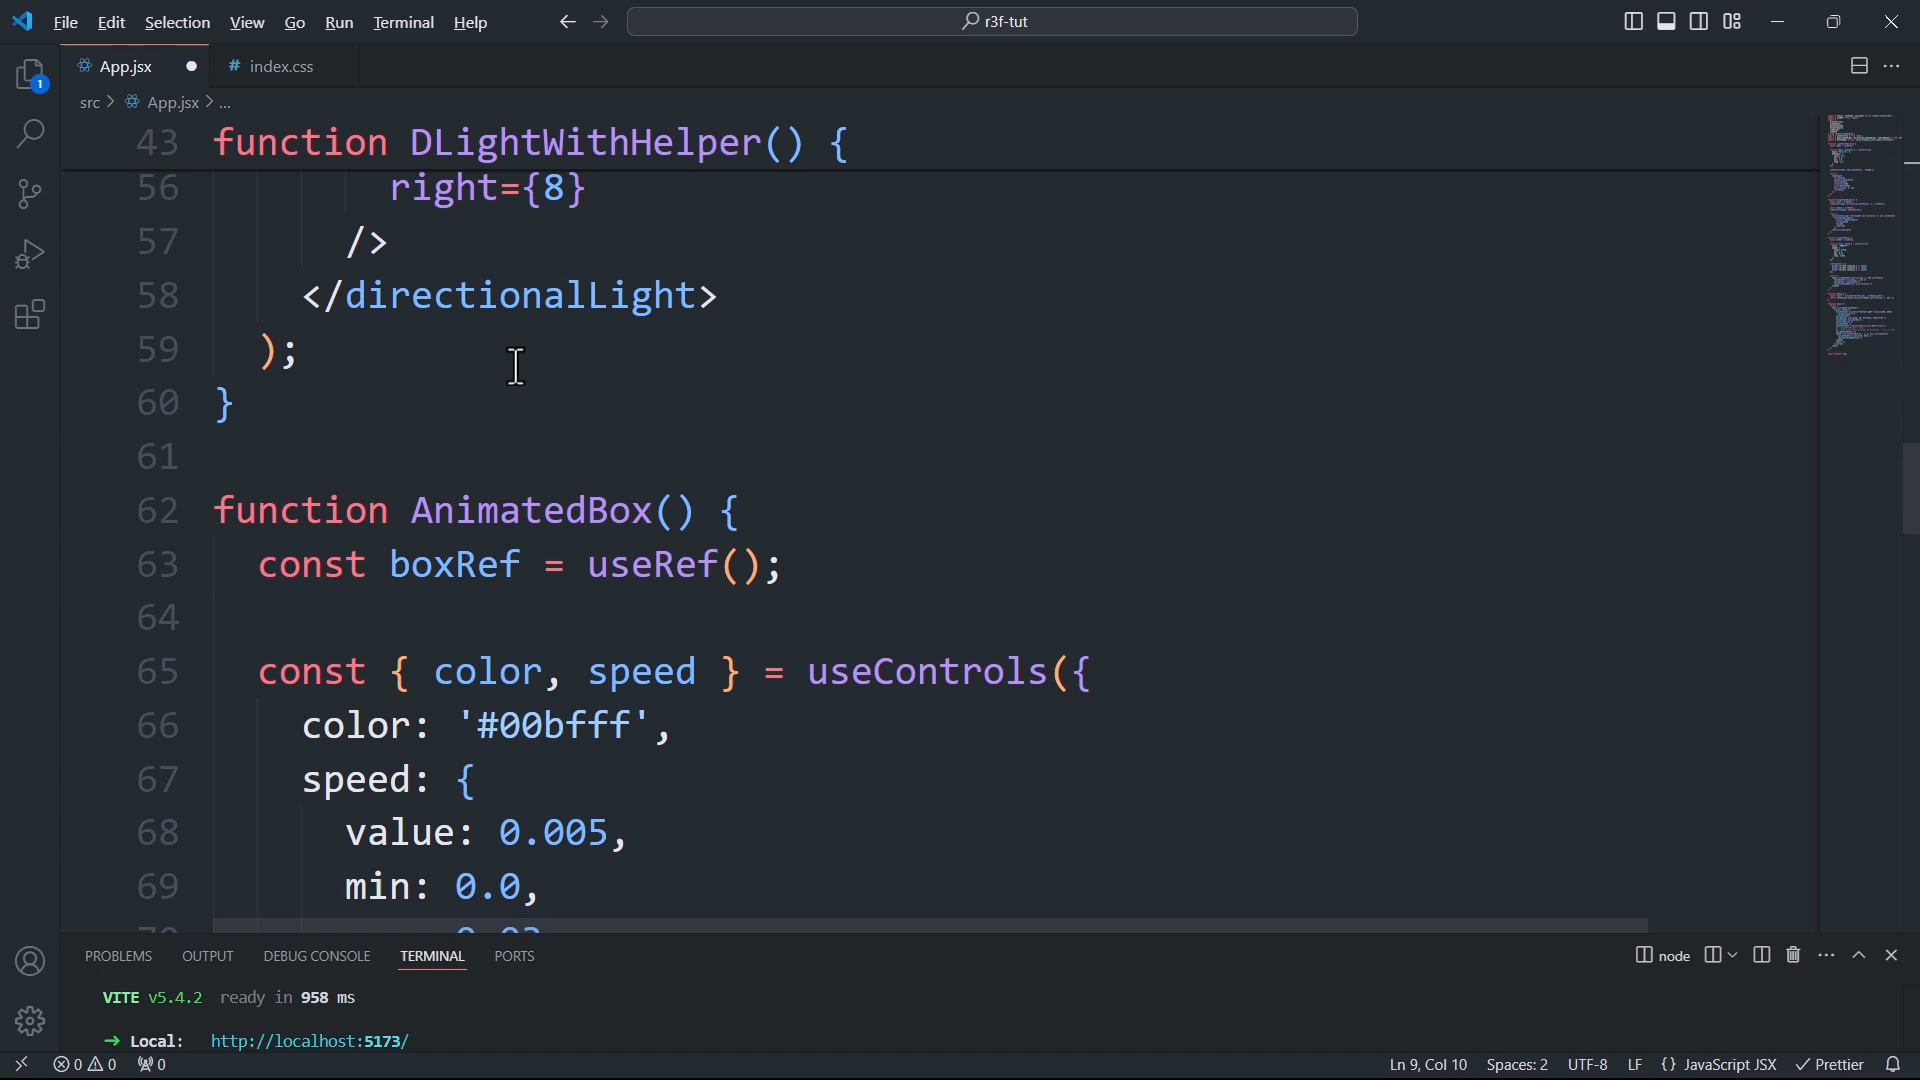 File Edit Selection View Go Run Terminal Help r3f-tut
App.jsx # index.css
src > App.jsx > ...
43 function DLightWithHelper() {
56 right={8}
57 />
58 </directionalLight>
59 );
60 }
61
62 function AnimatedBox() {
63 const boxRef = useRef();
64
65 const { color, speed } = useControls({
66 color: '#00bfff',
67 speed: {
68 value: 0.005,
69 min: 0.0,
PROBLEMS OUTPUT DEBUG CONSOLE TERMINAL PORTS node
VITE v5.4.2 ready in 958 ms
➜ Local: http://localhost:5173/
0 0 0 Ln 9, Col 10 Spaces: 2 UTF-8 LF {} JavaScript JSX ✓ Prettier
1